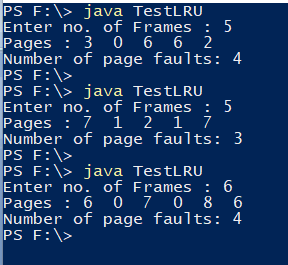 PS F:\> java TestLRU
Enter no. of Frames : 5
Pages : 3 0 6 6 2
Number of page faults: 4
PS F:\>
PS F:\> java TestLRU
Enter no. of Frames : 5
Pages : 7 1 2 1 7
Number of page faults: 3
PS F:\>
PS F:\> java TestLRU
Enter no. of Frames : 6
Pages : 6 0 7 0 8 6
Number of page faults: 4
PS F:\>